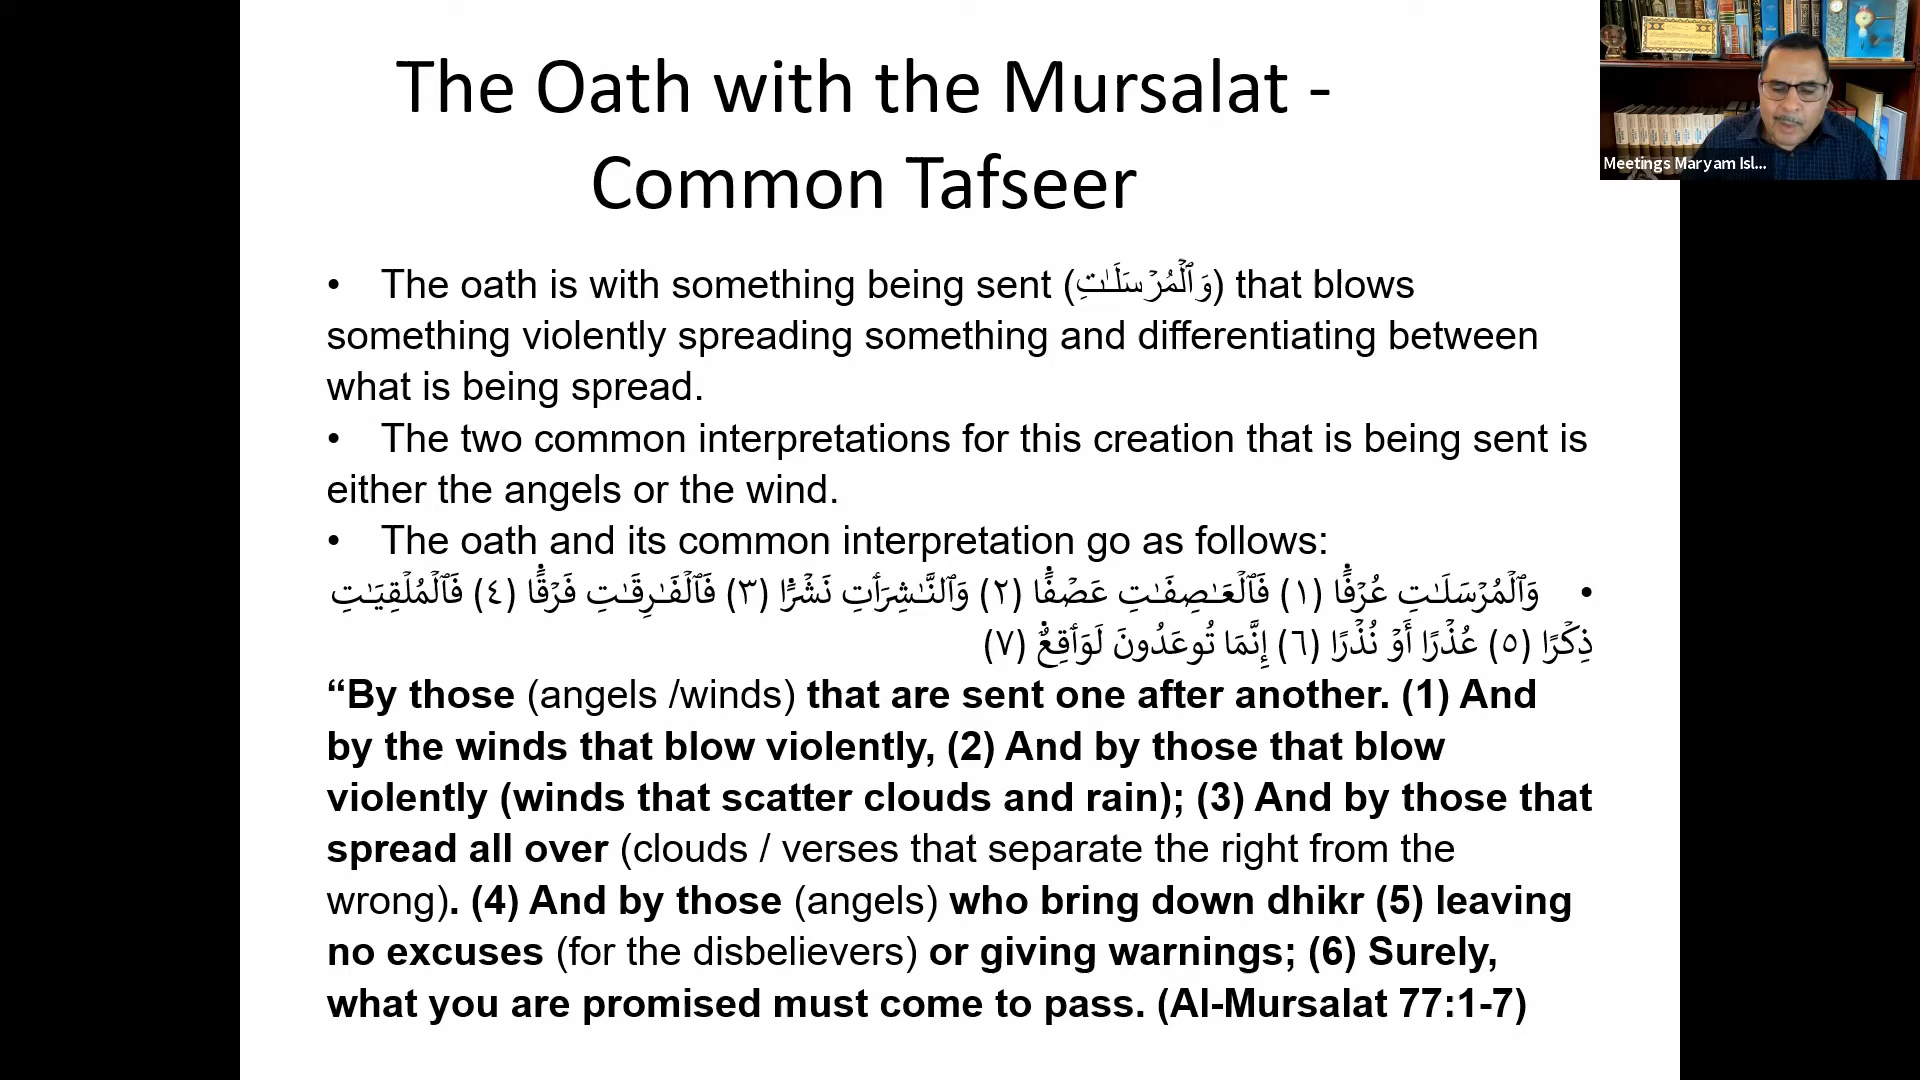 The Oath with the Mursalat -
Common Tafseer
• The oath is with something being sent (وَٱلۡمُرۡسَلَـٰتِ) that blows
something violently spreading something and differentiating between
what is being spread.
• The two common interpretations for this creation that is being sent is
either the angels or the wind.
• The oath and its common interpretation go as follows:
• وَٱلۡمُرۡسَلَـٰتِ عُرۡفًا (١) فَٱلۡعَـٰصِفَـٰتِ عَصۡفًا (٢) وَٱلنَّـٰشِرَٲتِ نَشۡرًا (٣) فَٱلۡفَـٰرِقَـٰتِ فَرۡقًا (٤) فَٱلۡمُلۡقِيَـٰتِ
ذِكۡرًا (٥) عُذۡرًا أَوۡ نُذۡرًا (٦) إِنَّمَا تُوعَدُونَ لَوَٲقِعٌ (٧)
“By those (angels /winds) that are sent one after another. (1) And
by the winds that blow violently, (2) And by those that blow
violently (winds that scatter clouds and rain); (3) And by those that
spread all over (clouds / verses that separate the right from the
wrong). (4) And by those (angels) who bring down dhikr (5) leaving
no excuses (for the disbelievers) or giving warnings; (6) Surely,
what you are promised must come to pass. (Al-Mursalat 77:1-7)
Meetings Maryam Isl...